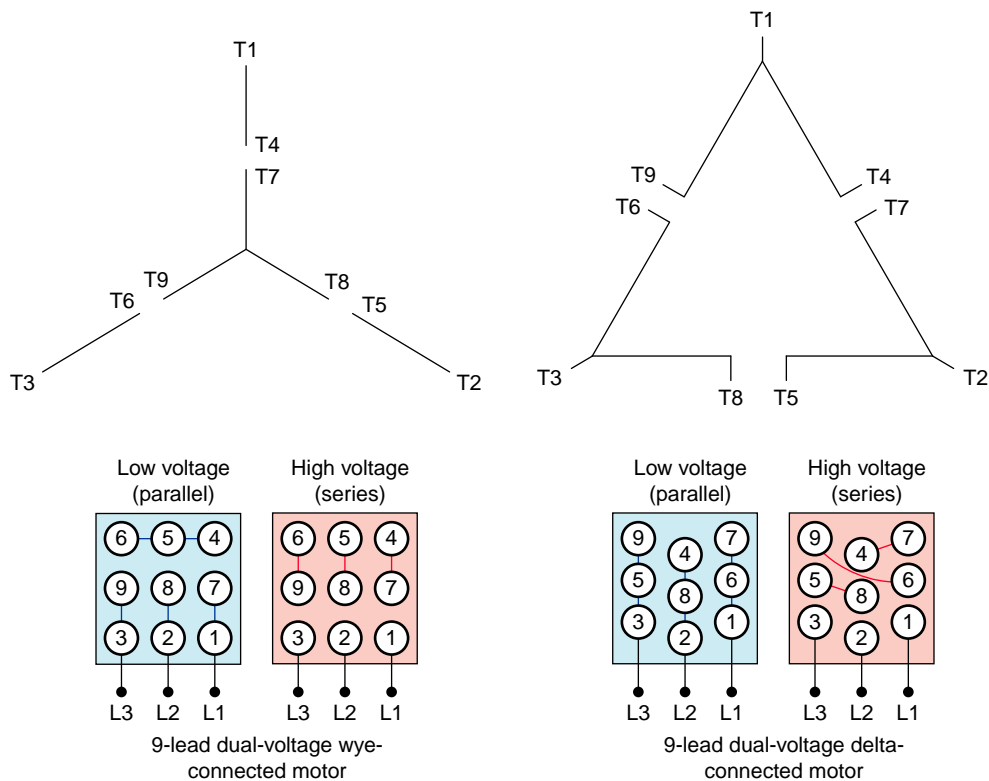 T1
T4
T7
T9
T8
T6
T5
T3
T2
T1
T9
T4
T6
T7
T3
T2
T8
T5
Low voltage
(parallel)
6 5 4
9 8 7
3 2 1
L3 L2 L1
High voltage
(series)
6 5 4
9 8 7
3 2 1
L3 L2 L1
9-lead dual-voltage wye-
connected motor
Low voltage
(parallel)
9 4 7
5 8 6
3 2 1
L3 L2 L1
High voltage
(series)
9 4 7
5 8 6
3 2 1
L3 L2 L1
9-lead dual-voltage delta-
connected motor